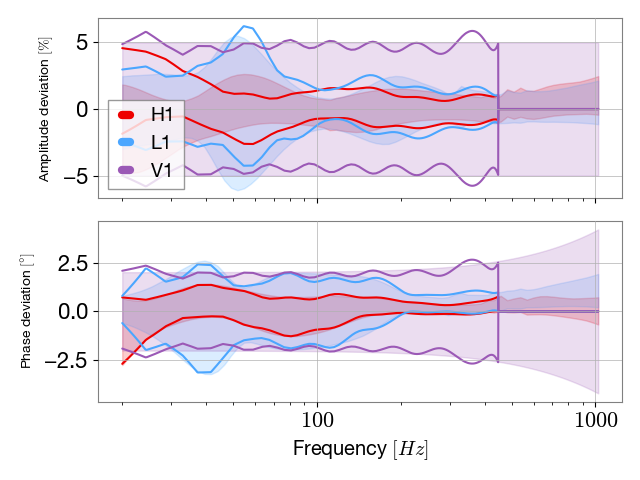 Amplitude deviation [%]
5
0
−5
H1
L1
V1
Phase deviation [°]
2.5
0.0
−2.5
100
1000
Frequency [Hz]